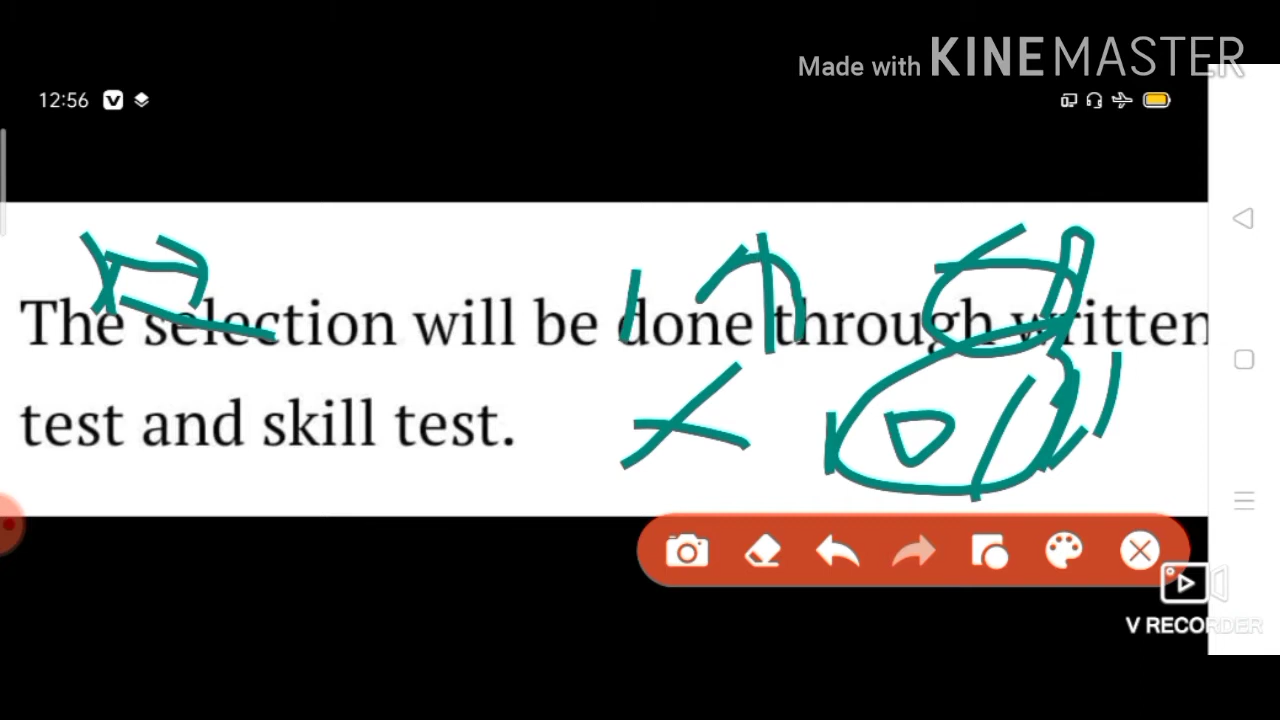 Made with KINEMASTER
12:56
The selection will be done through written
test and skill test.
V RECORDER